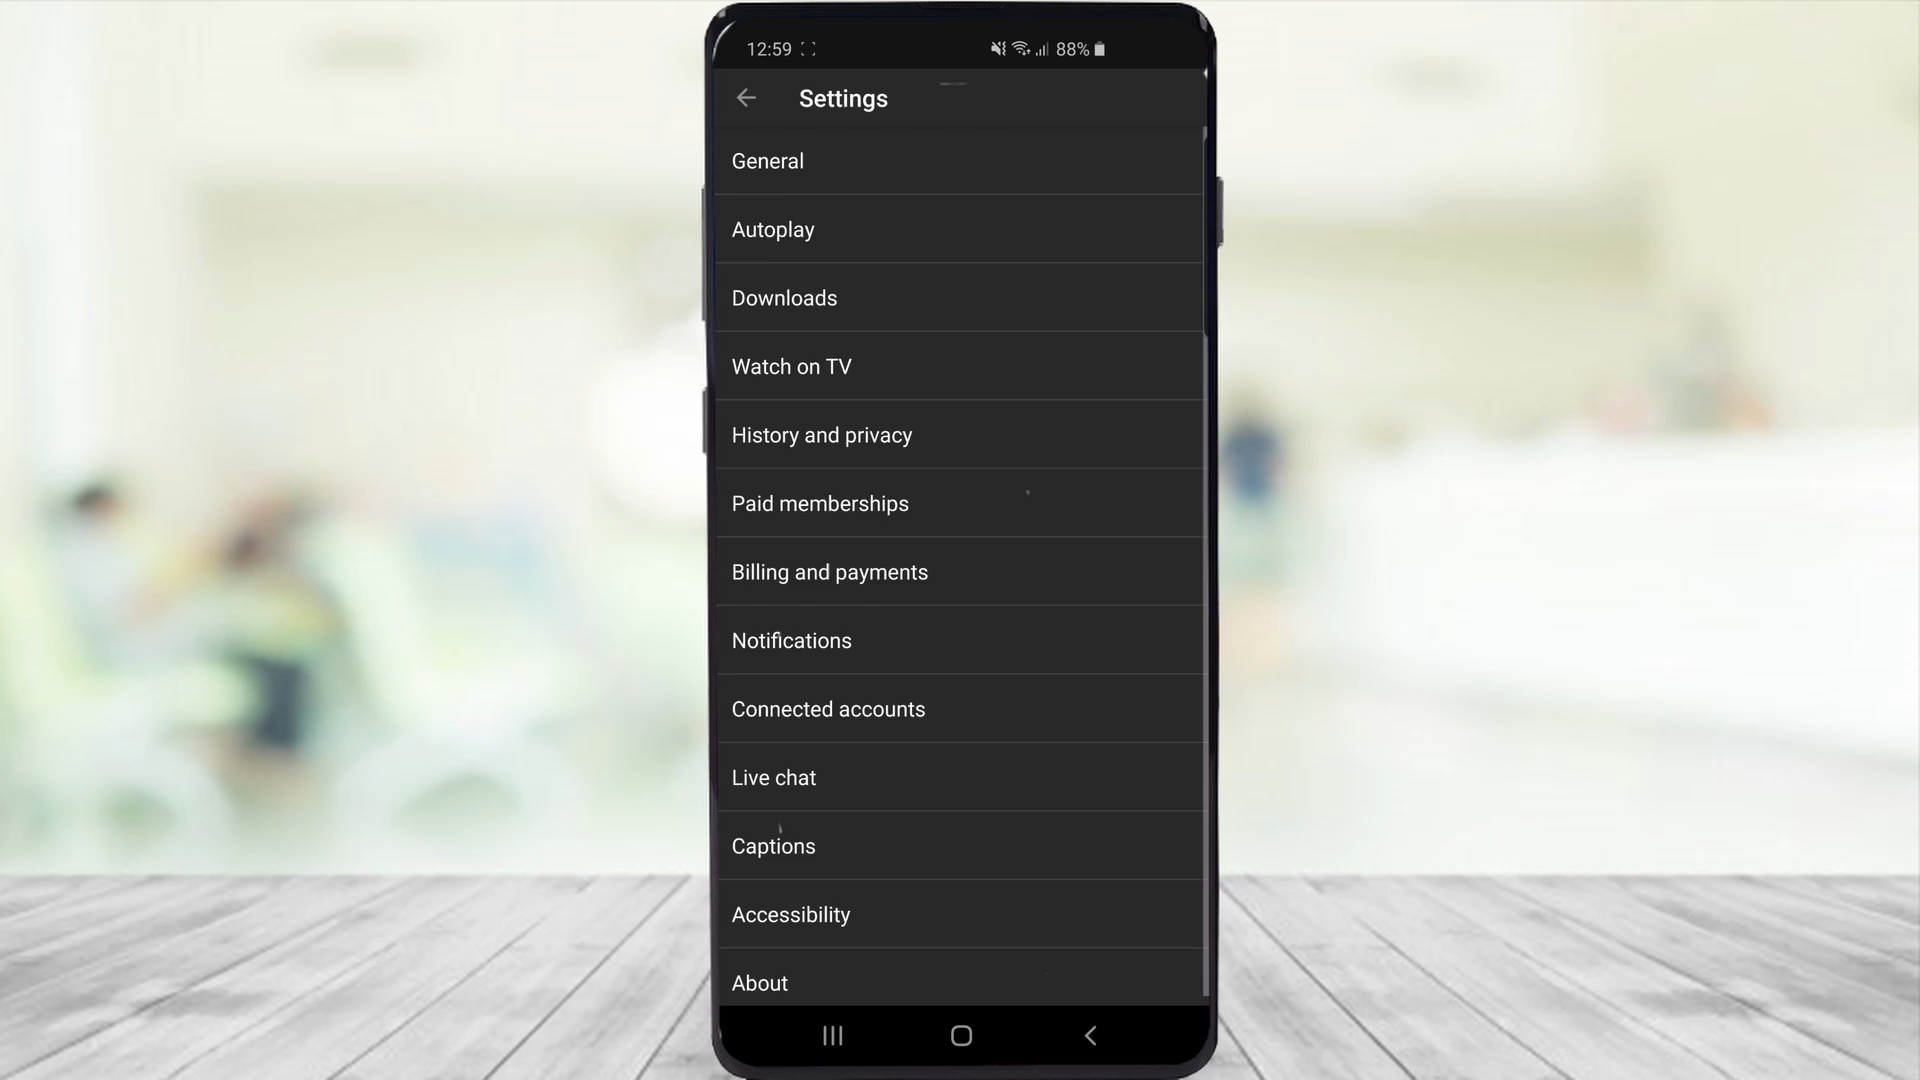 12:59 88%
Settings
General
Autoplay
Downloads
Watch on TV
History and privacy
Paid memberships
Billing and payments
Notifications
Connected accounts
Live chat
Captions
Accessibility
About